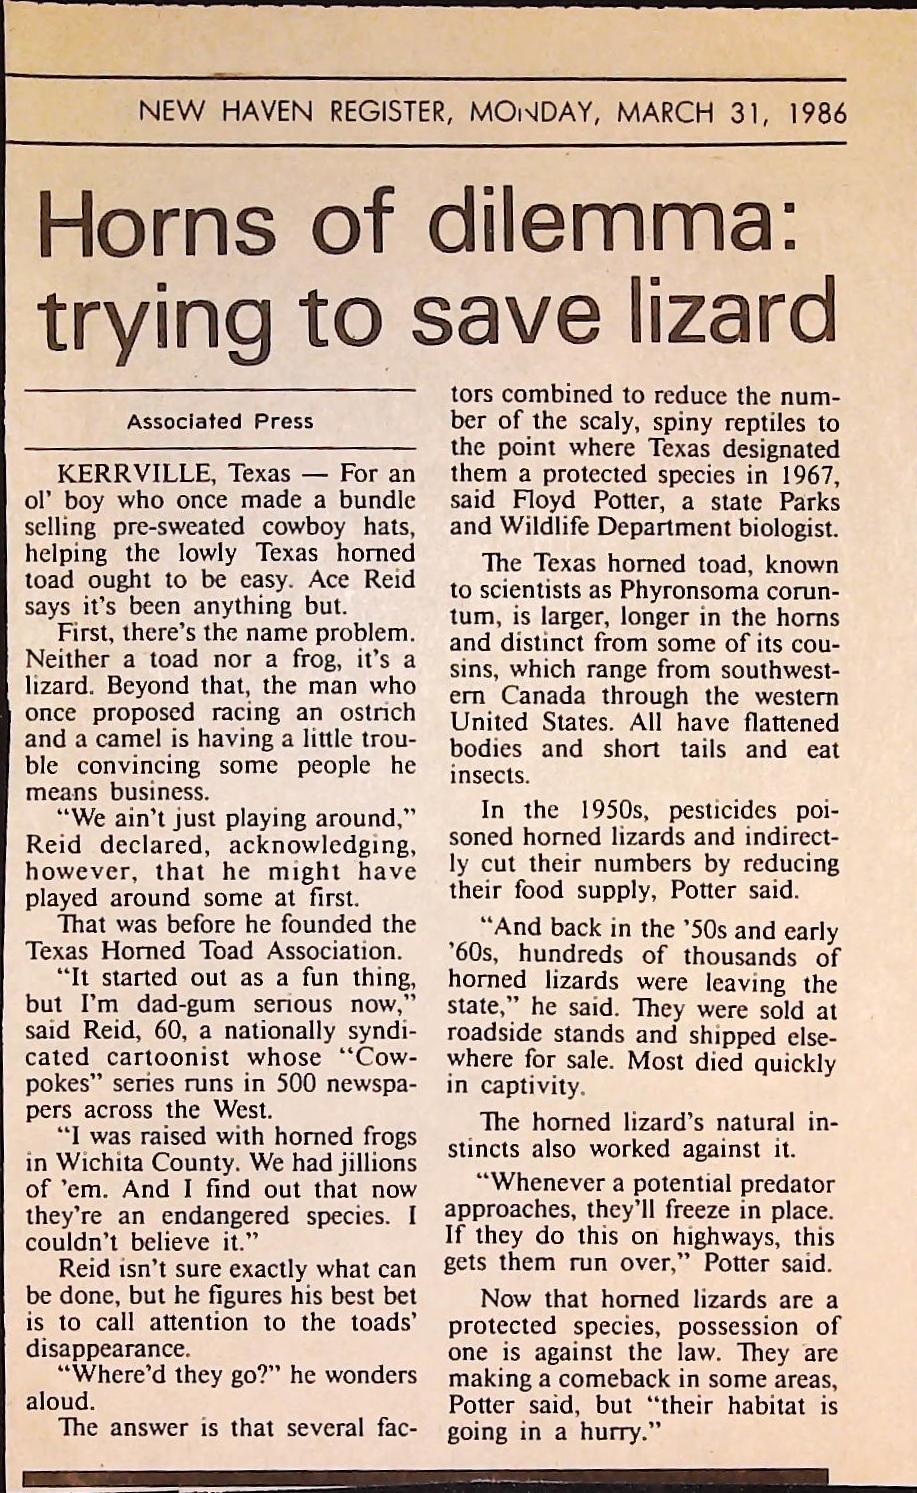 NEW HAVEN REGISTER, MONDAY, MARCH 31, 1986
Horns of dilemma:
trying to save lizard
Associated Press
KERRVILLE, Texas — For an
ol' boy who once made a bundle
selling pre-sweated cowboy hats,
helping the lowly Texas horned
toad ought to be easy. Ace Reid
says it's been anything but.
First, there's the name problem.
Neither a toad nor a frog, it's a
lizard. Beyond that, the man who
once proposed racing an ostrich
and a camel is having a little trou-
ble convincing some people he
means business.
“We ain't just playing around,”
Reid declared, acknowledging,
however, that he might have
played around some at first.
That was before he founded the
Texas Horned Toad Association.
“It started out as a fun thing,
but I'm dad-gum serious now,”
said Reid, 60, a nationally syndi-
cated cartoonist whose “Cow-
pokes” series runs in 500 newspa-
pers across the West.
“I was raised with horned frogs
in Wichita County. We had jillions
of 'em. And I find out that now
they're an endangered species. I
couldn't believe it.”
Reid isn't sure exactly what can
be done, but he figures his best bet
is to call attention to the toads'
disappearance.
“Where'd they go?” he wonders
aloud.
The answer is that several fac-
tors combined to reduce the num-
ber of the scaly, spiny reptiles to
the point where Texas designated
them a protected species in 1967,
said Floyd Potter, a state Parks
and Wildlife Department biologist.
The Texas horned toad, known
to scientists as Phyronsoma corun-
tum, is larger, longer in the horns
and distinct from some of its cou-
sins, which range from southwest-
ern Canada through the western
United States. All have flattened
bodies and short tails and eat
insects.
In the 1950s, pesticides poi-
soned horned lizards and indirect-
ly cut their numbers by reducing
their food supply, Potter said.
“And back in the '50s and early
'60s, hundreds of thousands of
horned lizards were leaving the
state,” he said. They were sold at
roadside stands and shipped else-
where for sale. Most died quickly
in captivity.
The horned lizard's natural in-
stincts also worked against it.
“Whenever a potential predator
approaches, they'll freeze in place.
If they do this on highways, this
gets them run over,” Potter said.
Now that horned lizards are a
protected species, possession of
one is against the law. They are
making a comeback in some areas,
Potter said, but “their habitat is
going in a hurry.”